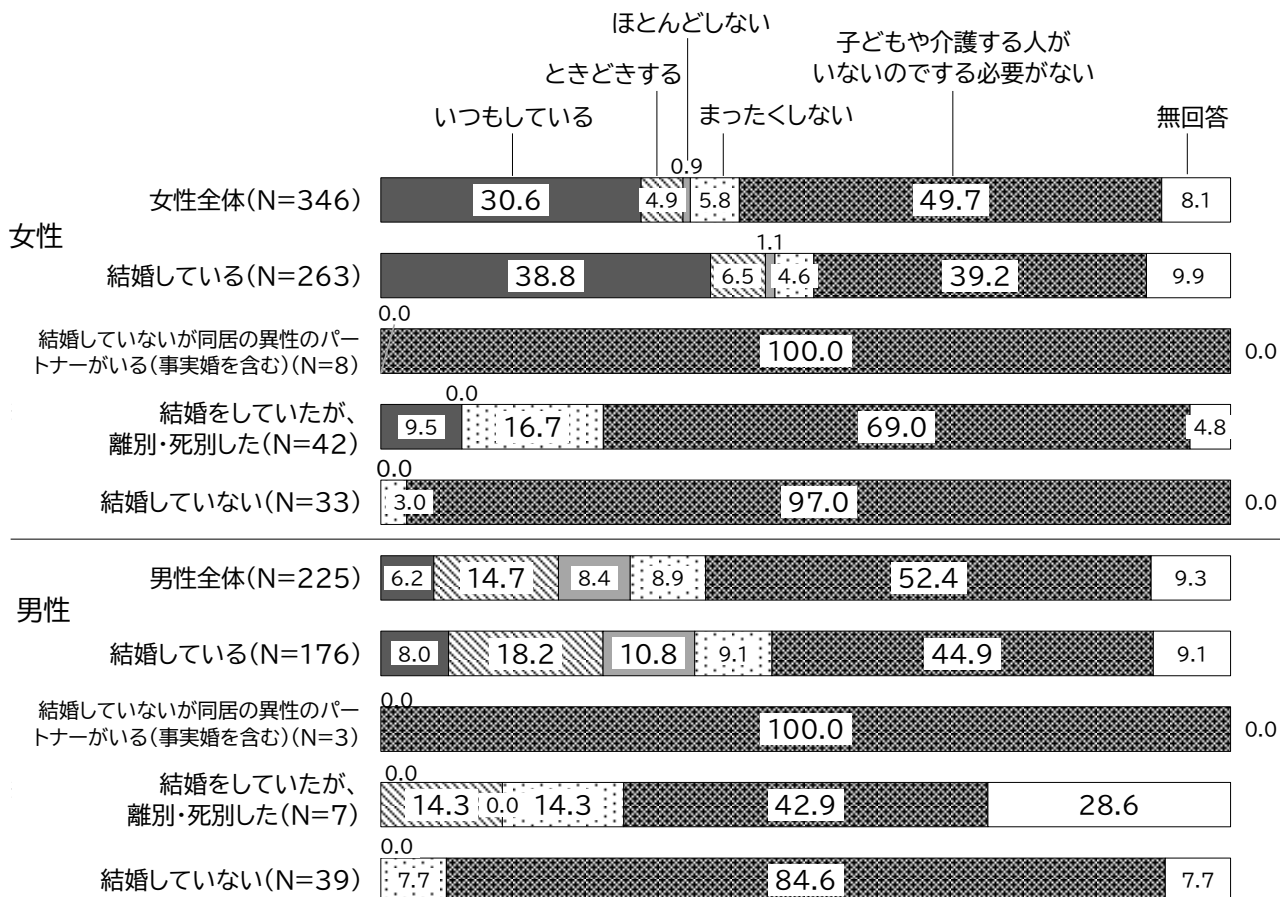 ほとんどしない
子どもや介護する人が
ときどきする
いないのでする必要がない
いつもしている
まったくしない
無回答
0.9
女性全体(N=346)
30.6
4.9
5.8
49.7
8.1
女性
1.1
結婚している(N=263)
38.8
6.5
4.6
39.2
9.9
0.0
結婚していないが同居の異性のパー
トナーがいる(事実婚を含む)(N=8)
100.0
0.0
0.0
結婚をしていたが、
離別・死別した(N=42)
9.5
16.7
69.0
4.8
0.0
結婚していない(N=33)
3.0
97.0
0.0
男性全体(N=225)
6.2
14.7
8.4
8.9
52.4
9.3
男性
結婚している(N=176)
8.0
18.2
10.8
9.1
44.9
9.1
0.0
結婚していないが同居の異性のパー
トナーがいる(事実婚を含む)(N=3)
100.0
0.0
0.0
結婚をしていたが、
離別・死別した(N=7)
14.3
0.0
14.3
42.9
28.6
0.0
結婚していない(N=39)
7.7
84.6
7.7